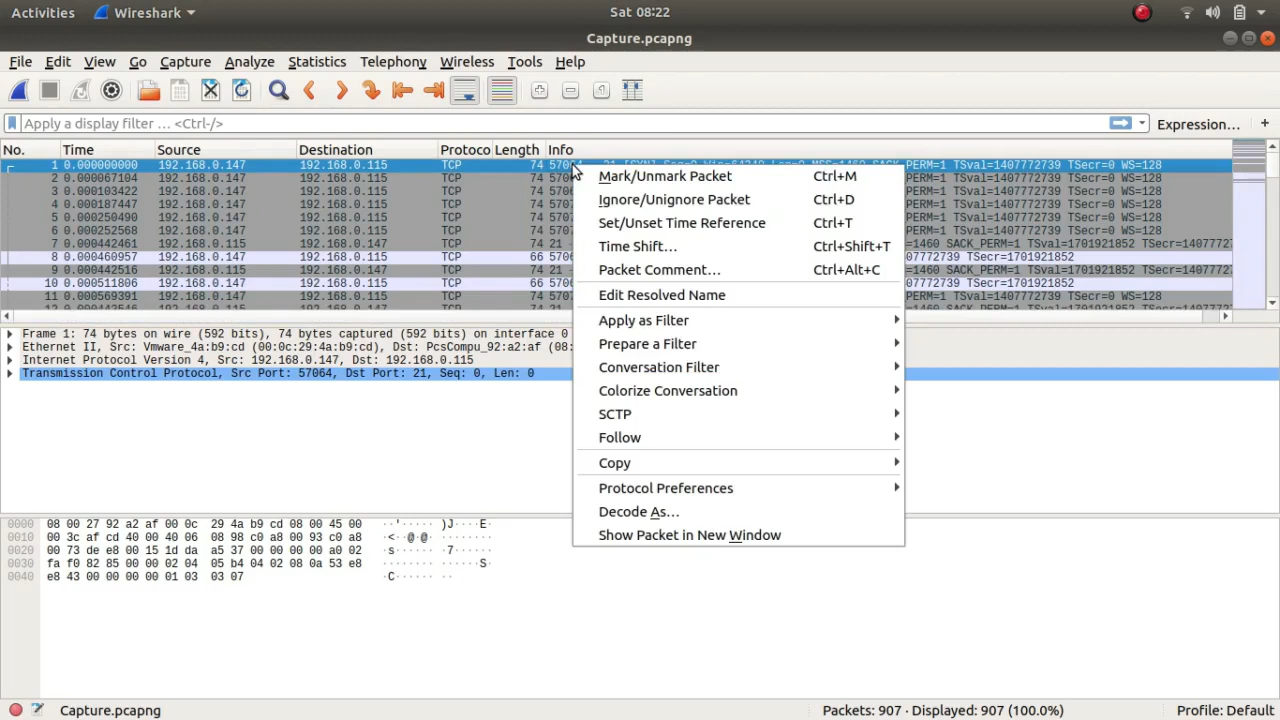 Activities Wireshark Sat 08:22
Capture.pcapng
File Edit View Go Capture Analyze Statistics Telephony Wireless Tools Help
Apply a display filter … <Ctrl-/> Expression… +
No. Time Source Destination Protoco Length Info
1 0.000000000 192.168.0.147 192.168.0.115 TCP 74 _PERM=1 TSval=1407772739 TSecr=0 WS=128
2 0.000067104 192.168.0.147 192.168.0.115 TCP _PERM=1 TSval=1407772739 TSecr=0 WS=128
3 0.000103422 192.168.0.147 192.168.0.115 TCP _PERM=1 TSval=1407772739 TSecr=0 WS=128
4 0.000187447 192.168.0.147 192.168.0.115 TCP _PERM=1 TSval=1407772739 TSecr=0 WS=128
5 0.000250490 192.168.0.147 192.168.0.115 TCP _PERM=1 TSval=1407772739 TSecr=0 WS=128
6 0.000252568 192.168.0.147 192.168.0.115 TCP _PERM=1 TSval=1407772739 TSecr=0 WS=128
7 0.000442461 192.168.0.115 192.168.0.147 TCP 74 21 =1460 SACK_PERM=1 TSval=1701921852 TSecr=1407772
8 0.000460957 192.168.0.147 192.168.0.115 TCP 66 5706 07772739 TSecr=1701921852
9 0.000442516 192.168.0.115 192.168.0.147 TCP 74 21 =1460 SACK_PERM=1 TSval=1701921852 TSecr=1407772
10 0.000511806 192.168.0.147 192.168.0.115 TCP 66 07772739 TSecr=1701921852
11 0.000569391 192.168.0.147 192.168.0.115 TCP 74 _PERM=1 TSval=1407772739 TSecr=0 WS=128
Mark/Unmark Packet Ctrl+M
Ignore/Unignore Packet Ctrl+D
Set/Unset Time Reference Ctrl+T
Time Shift… Ctrl+Shift+T
Packet Comment… Ctrl+Alt+C
Edit Resolved Name
Apply as Filter
Prepare a Filter
Conversation Filter
Colorize Conversation
SCTP
Follow
Copy
Protocol Preferences
Decode As…
Show Packet in New Window
Frame 1: 74 bytes on wire (592 bits), 74 bytes captured (592 bits) on interface 0
Ethernet II, Src: Vmware_4a:b9:cd (00:0c:29:4a:b9:cd), Dst: PcsCompu_92:a2:af (08:
Internet Protocol Version 4, Src: 192.168.0.147, Dst: 192.168.0.115
Transmission Control Protocol, Src Port: 57064, Dst Port: 21, Seq: 0, Len: 0
0000 08 00 27 92 a2 af 00 0c 29 4a b9 cd 08 00 45 00 ··'····· )J····E·
0010 00 3c af cd 40 00 40 06 08 98 c0 a8 00 93 c0 a8 ·<··@·@· ········
0020 00 73 de e8 00 15 1d da a5 37 00 00 00 00 a0 02 ·s······ ·7······
0030 fa f0 82 85 00 00 02 04 05 b4 04 02 08 0a 53 e8 ········ ······S·
0040 e8 43 00 00 00 00 01 03 03 07 ·C······ ··
Capture.pcapng Packets: 907 · Displayed: 907 (100.0%) Profile: Default